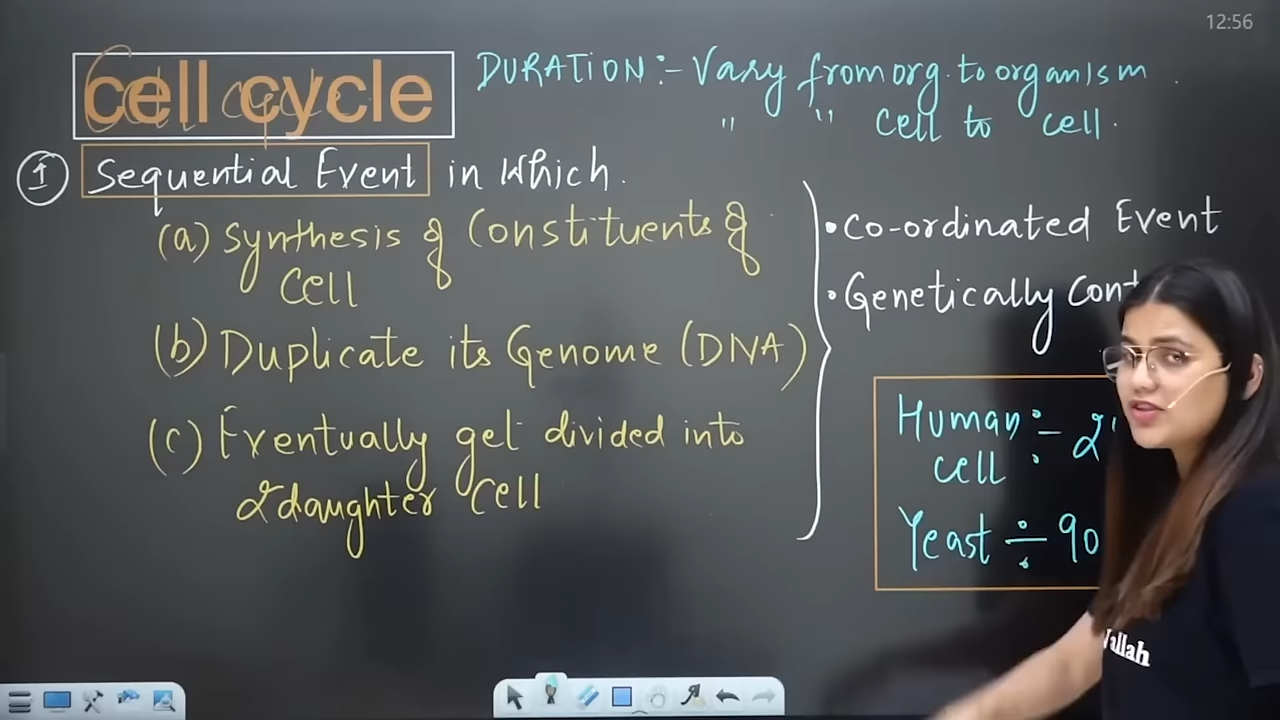 12:56
cell cycle
DURATION :- Vary from org. to organism
" " cell to cell.
① Sequential Event in Which
(a) Synthesis of Constituents of
Cell
(b) Duplicate its Genome (DNA)
(c) Eventually get divided into
2 daughter Cell
• Co-ordinated Event
• Genetically Cont
Human :- 2
cell :
Yeast ÷ 90
Wallah